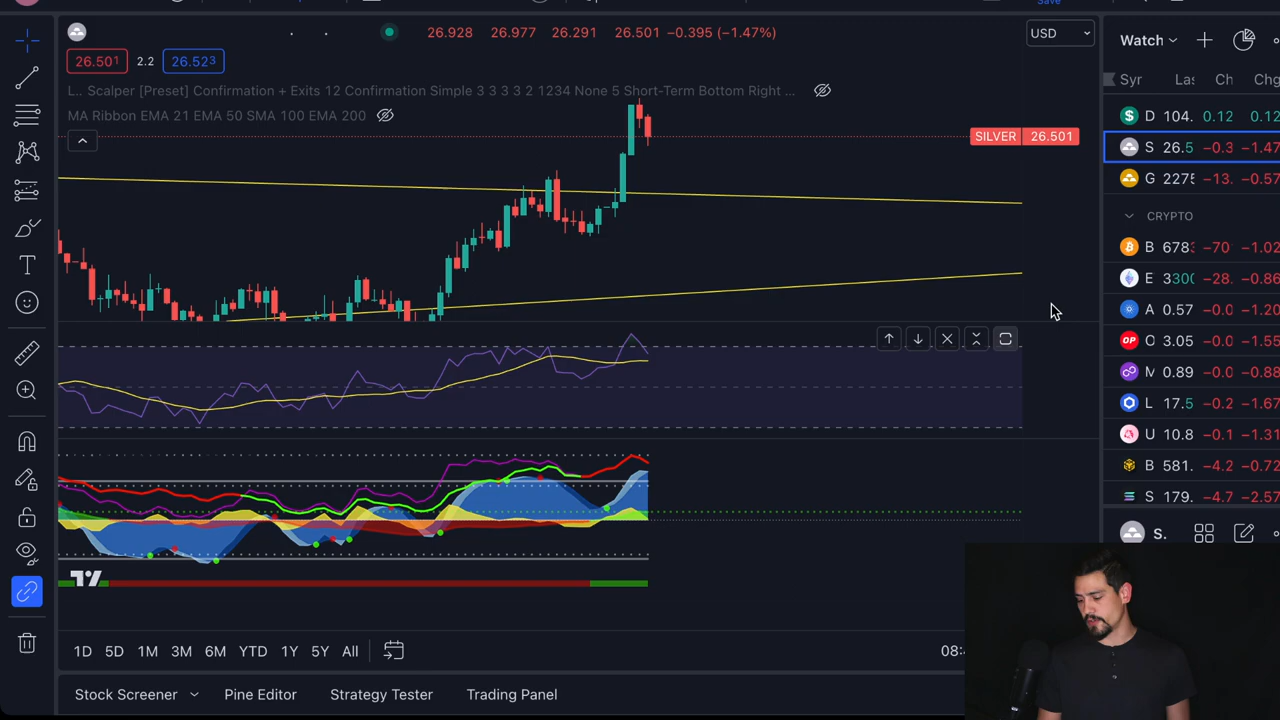 Save
26.928 26.977 26.291 26.501 −0.395 (−1.47%)
USD
Watch
26.501 2.2 26.523
L.. Scalper [Preset] Confirmation + Exits 12 Confirmation Simple 3 3 3 3 2 1234 None 5 Short-Term Bottom Right ...
MA Ribbon EMA 21 EMA 50 SMA 100 EMA 200
SILVER 26.501
Syr Las Ch Chg
D 104. 0.12 0.12
S 26.5 −0.3 −1.47
G 2275 −13. −0.57
CRYPTO
B 6783 −70 −1.02
E 3300 −28. −0.86
A 0.57 −0.0 −1.20
OP O 3.05 −0.0 −1.55
M 0.89 −0.0 −0.88
L 17.5 −0.2 −1.67
U 10.8 −0.1 −1.31
B 581. −4.2 −0.72
S 179. −4.7 −2.57
S.
1D 5D 1M 3M 6M YTD 1Y 5Y All
08:4
Stock Screener Pine Editor Strategy Tester Trading Panel